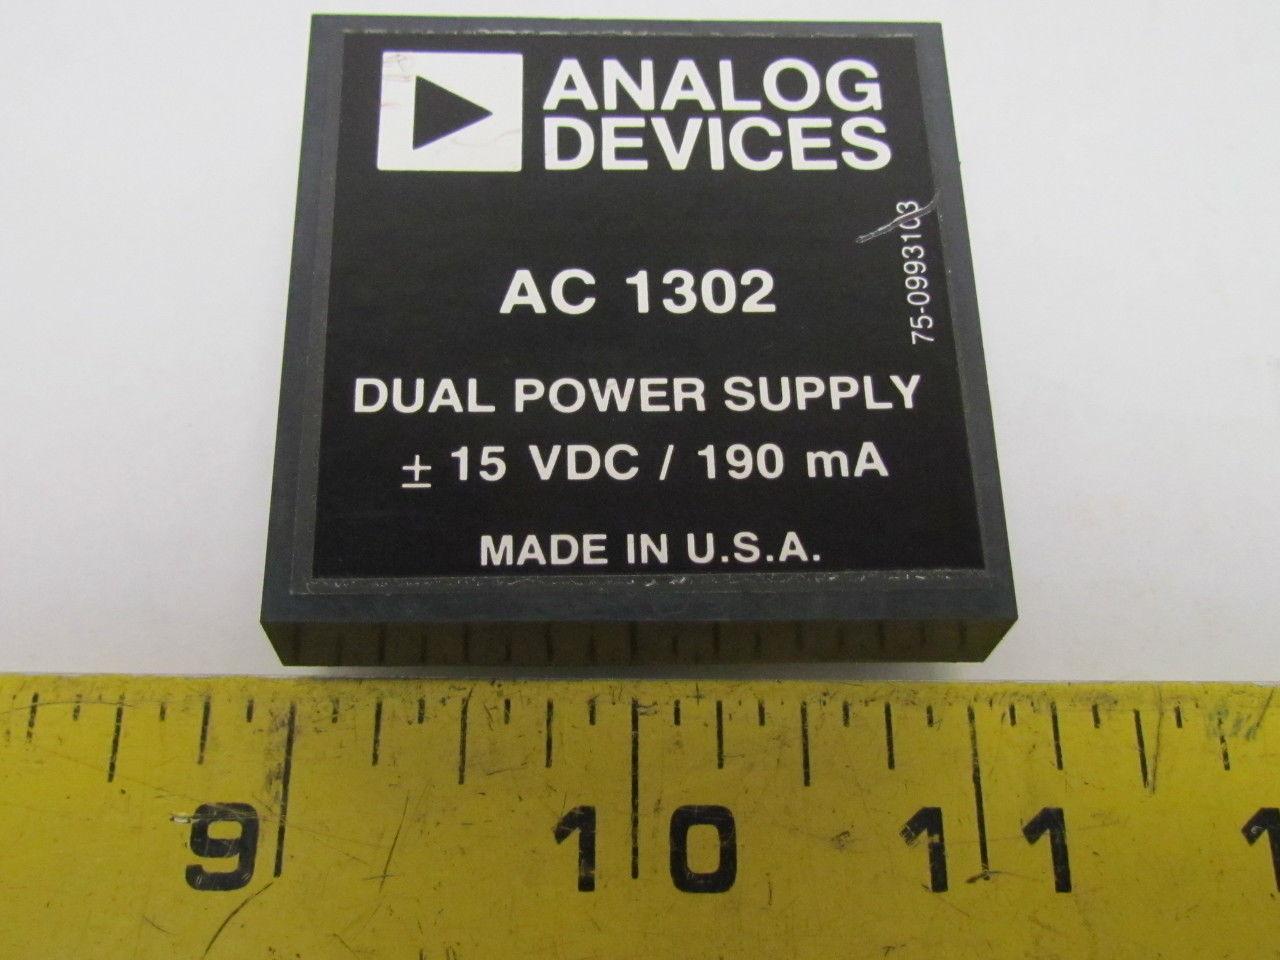 ANALOG
DEVICES
AC 1302
75-0993103
DUAL POWER SUPPLY
± 15 VDC / 190 mA
MADE IN U.S.A.
9 10 11